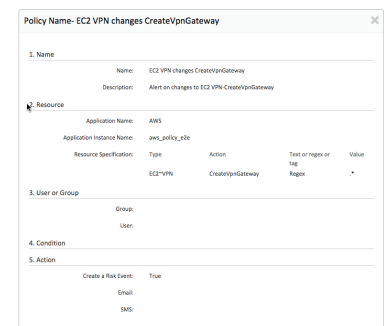 Policy Name- EC2 VPN changes CreateVpnGateway
1. Name
Name: EC2 VPN changes CreateVpnGateway
Description: Alert on changes to EC2 VPN-CreateVpnGateway
2. Resource
Application Name: AWS
Application Instance Name: aws_policy_e2e
Resource Specification: Type Action Text or regex or tag Value
EC2~VPN CreateVpnGateway Regex .*
3. User or Group
Group:
User:
4. Condition
5. Action
Create a Risk Event: True
Email:
SMS: